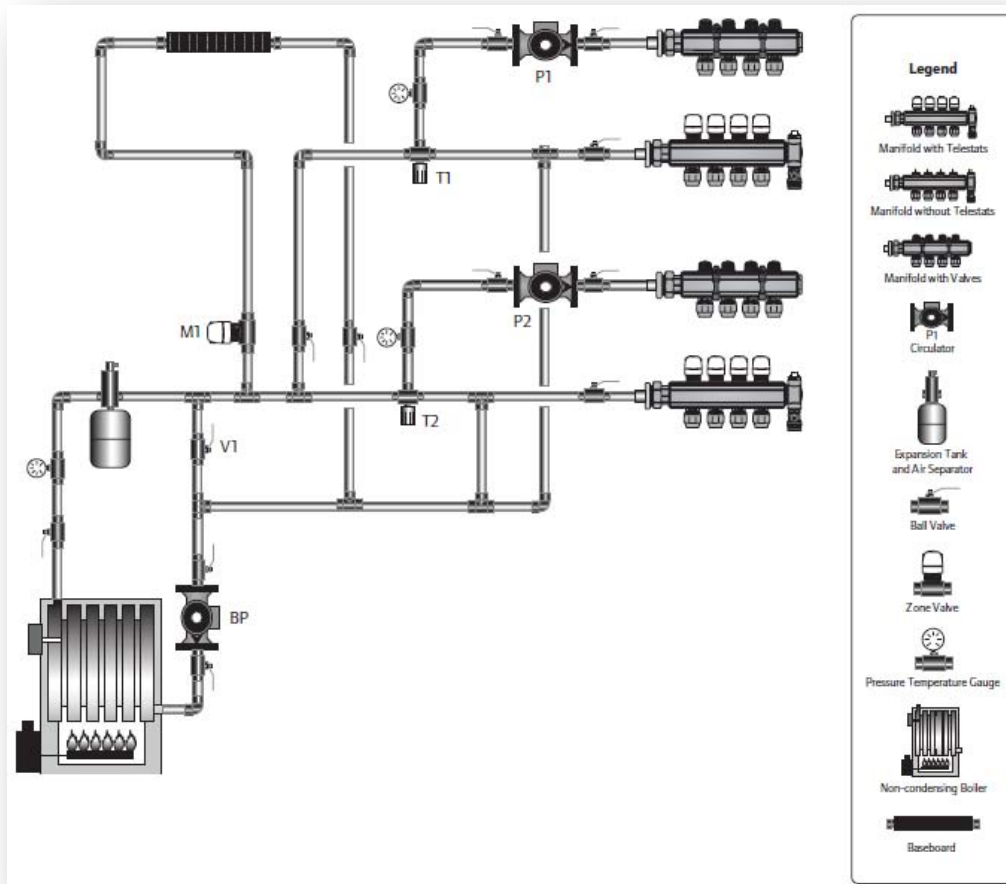 P1
T1
P2
M1
T2
V1
BP
Legend
Manifold with Telestats
Manifold without Telestats
Manifold with Valves
P1
Circulator
Expansion Tank
and Air Separator
Ball Valve
Zone Valve
Pressure Temperature Gauge
Non-condensing Boiler
Baseboard